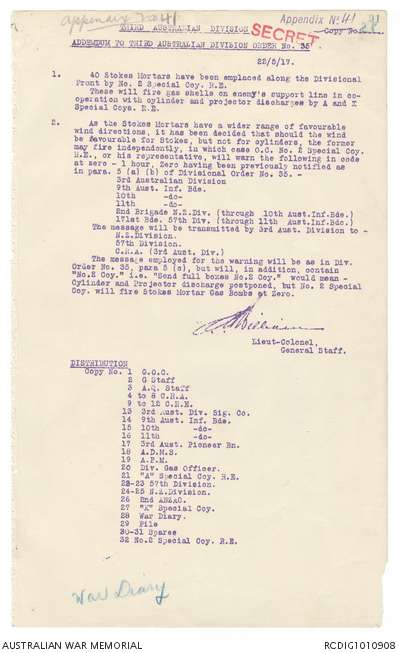 Appendix No. 41
appendix No 41
SECRET
THIRD AUSTRALIAN DIVISION
Copy No.
ADDENDUM TO THIRD AUSTRALIAN DIVISION ORDER No. 35
22/5/17.
1. 40 Stokes Mortars have been emplaced along the Divisional
Front by No. 2 Special Coy. R.E.
These will fire gas shells on enemy's support line in co-
operation with cylinder and projector discharges by A and X
Special Coys. R.E.
2. As the Stokes Mortars have a wider range of favourable
wind directions, it has been decided that should the wind
be favourable for Stokes, but not for cylinders, the former
may fire independently, in which case O.C. No. 2 Special Coy.
R.E., or his representative, will warn the following in code
at zero - 1 hour, Zero having been previously notified as
in para. 5 (a) (b) of Divisional Order No. 35. -
3rd Australian Division
9th Aust. Inf. Bde.
10th -do-
11th -do-
2nd Brigade N.Z.Div. (through 10th Aust.Inf.Bde.)
171st Bde. 57th Div. (through 11th Aust.Inf.Bde.)
The message will be transmitted by 3rd Aust. Division to -
N.Z.Division.
57th Division.
C.R.A. (3rd Aust. Div.)
The message employed for the warning will be as in Div.
Order No. 35, para 5 (c), but will, in addition, contain
"No.2 Coy." i.e. "Send full boxes No.2 Coy." would mean -
Cylinder and Projector discharge postponed, but No. 2 Special
Coy. will fire Stokes Mortar Gas Bombs at Zero.
Lieut-Colonel,
General Staff.
DISTRIBUTION
Copy No. 1 G.O.C.
2 G Staff
3 A.Q. Staff
4 to 8 C.R.A.
9 to 12 C.R.E.
13 3rd Aust. Div. Sig. Co.
14 9th Aust. Inf. Bde.
15 10th -do-
16 11th -do-
17 3rd Aust. Pioneer Bn.
18 A.D.M.S.
19 A.P.M.
20 Div. Gas Officer.
21 "A" Special Coy. R.E.
22-23 57th Division.
24-25 N.Z.Division.
26 2nd ANZAC.
27 "X" Special Coy.
28 War Diary.
29 File
30-31 Spares
32 No.2 Special Coy. R.E.
War Diary
AUSTRALIAN WAR MEMORIAL
RCDIG1010908